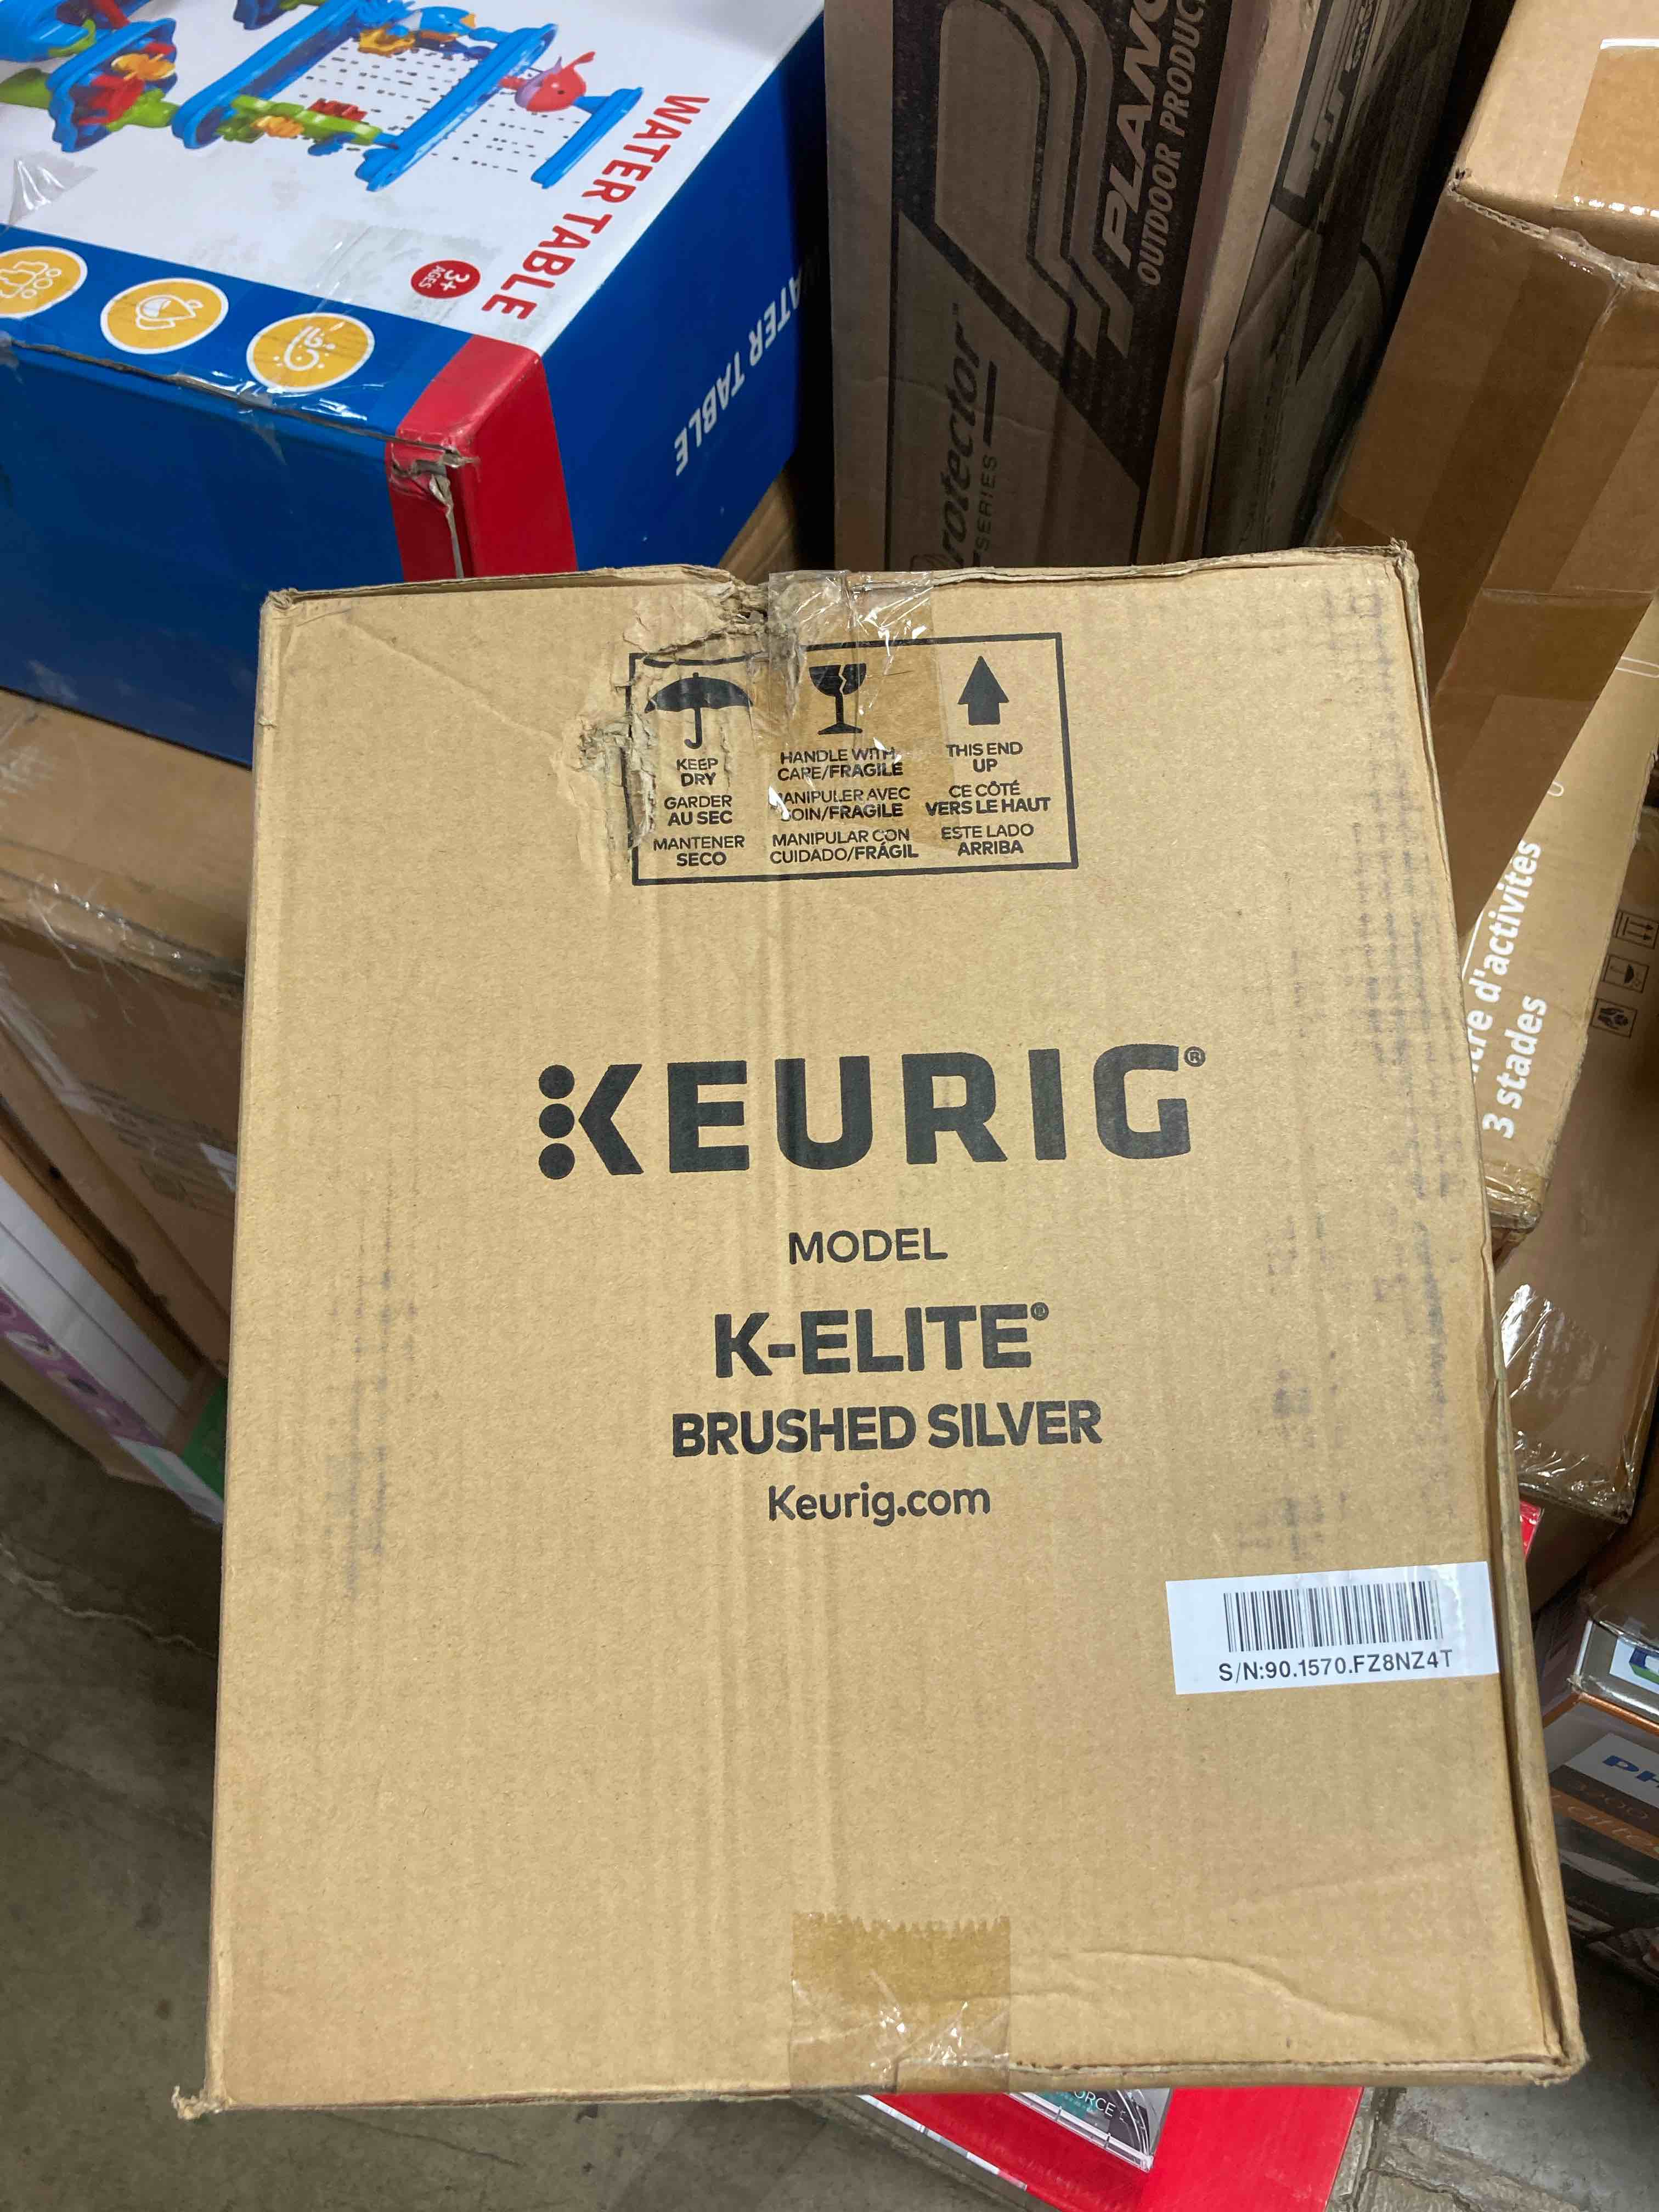 WATER TABLE
3+
AGES
WATER TABLE
PLANO
OUTDOOR PRODUCTS
Protector
SERIES
KEEP
DRY
GARDER
AU SEC
MANTENER
SECO
HANDLE WITH
CARE/FRAGILE
MANIPULER AVEC
SOIN/FRAGILE
MANIPULAR CON
CUIDADO/FRÁGIL
THIS END
UP
CE CÔTÉ
VERS LE HAUT
ESTE LADO
ARRIBA
KEURIG®
MODEL
K-ELITE®
BRUSHED SILVER
Keurig.com
S/N:90.1570.FZ8NZ4T
d'activités
3 stades